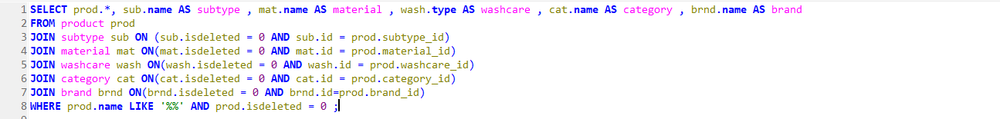 1 SELECT prod.*, sub.name AS subtype , mat.name AS material , wash.type AS washcare , cat.name AS category , brnd.name AS brand
2 FROM product prod
3 JOIN subtype sub ON (sub.isdeleted = 0 AND sub.id = prod.subtype_id)
4 JOIN material mat ON(mat.isdeleted = 0 AND mat.id = prod.material_id)
5 JOIN washcare wash ON(wash.isdeleted = 0 AND wash.id = prod.washcare_id)
6 JOIN category cat ON(cat.isdeleted = 0 AND cat.id = prod.category_id)
7 JOIN brand brnd ON(brnd.isdeleted = 0 AND brnd.id=prod.brand_id)
8 WHERE prod.name LIKE '%%' AND prod.isdeleted = 0 ;